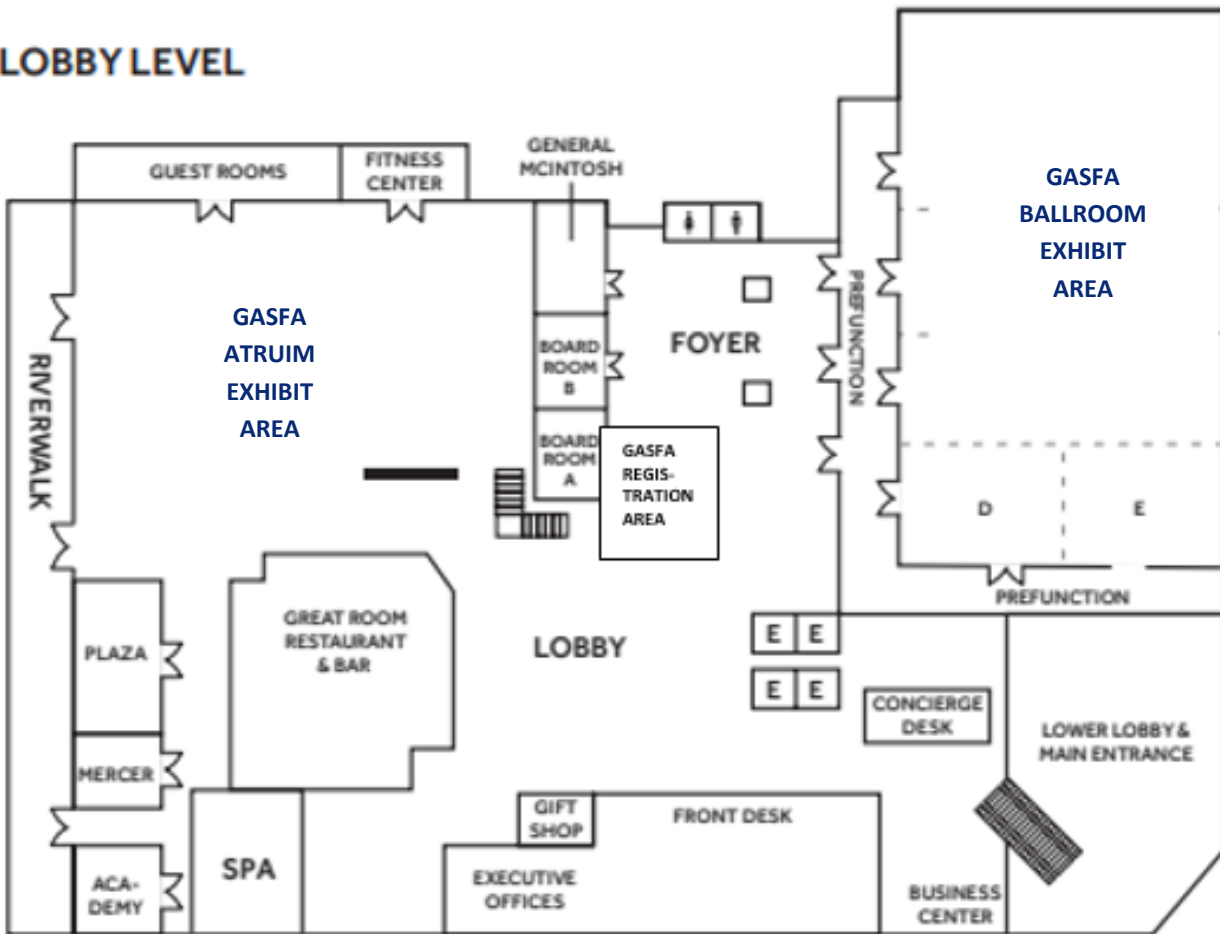 LOBBY LEVEL
GUEST ROOMS
FITNESS
CENTER
GENERAL
MCINTOSH
GASFA
BALLROOM
EXHIBIT
AREA
GASFA
ATRUIM
EXHIBIT
AREA
RIVERWALK
BOARD
ROOM
B
BOARD
ROOM
A
FOYER
PREFUNCTION
GASFA
REGIS-
TRATION
AREA
D
E
PREFUNCTION
PLAZA
GREAT ROOM
RESTAURANT
& BAR
LOBBY
E E
E E
CONCIERGE
DESK
LOWER LOBBY &
MAIN ENTRANCE
MERCER
GIFT
SHOP
FRONT DESK
SPA
ACA-
DEMY
EXECUTIVE
OFFICES
BUSINESS
CENTER